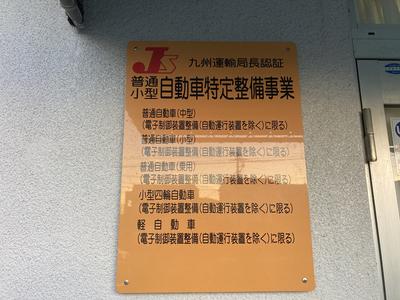 JS 九州運輸局長認証
普通
小型 自動車特定整備事業
普通自動車(中型)
(電子制御装置整備(自動運行装置を除く)に限る)
普通自動車(小型)
(電子制御装置整備(自動運行装置を除く)に限る)
普通自動車(乗用)
(電子制御装置整備(自動運行装置を除く)に限る)
小型四輪自動車
(電子制御装置整備(自動運行装置を除く)に限る)
軽自動車
(電子制御装置整備(自動運行装置を除く)に限る)